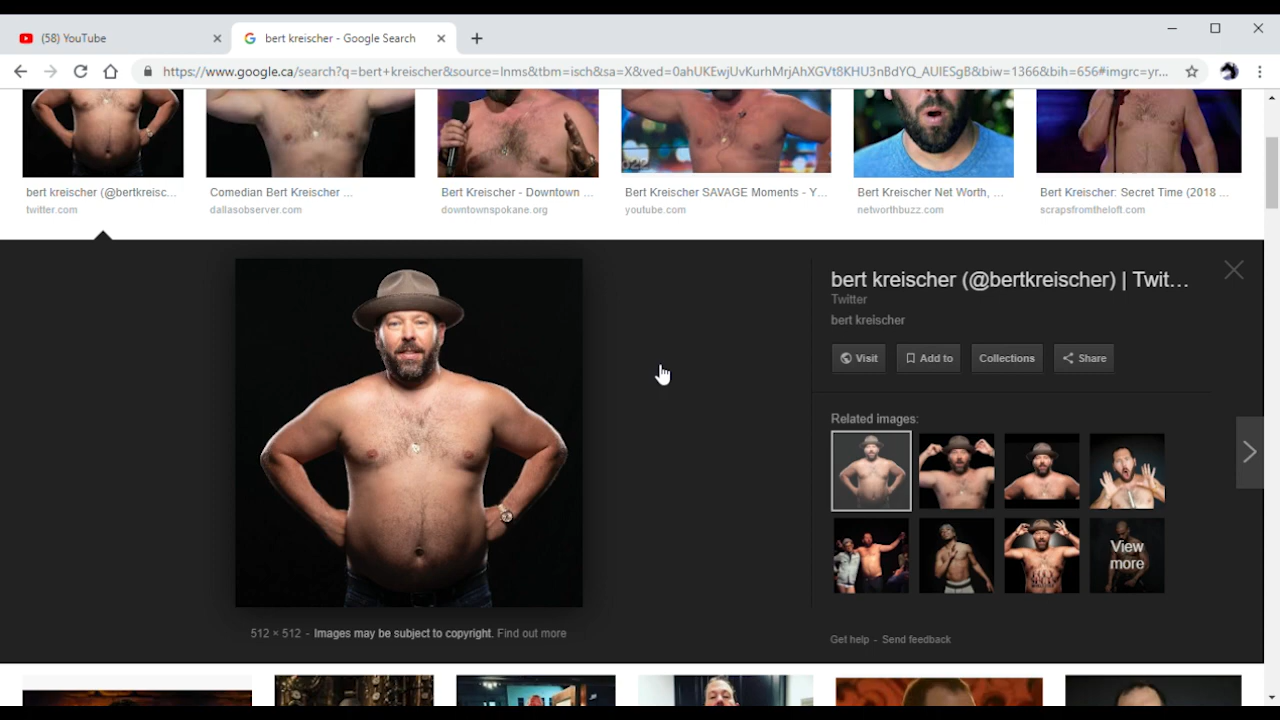 (58) YouTube
bert kreischer - Google Search
https://www.google.ca/search?q=bert+kreischer&source=lnms&tbm=isch&sa=X&ved=0ahUKEwjUvKurhMrjAhXGVt8KHU3nBdYQ_AUIESgB&biw=1366&bih=656#imgrc=yr...
bert kreischer (@bertkreisc...
Comedian Bert Kreischer ...
Bert Kreischer - Downtown ...
Bert Kreischer SAVAGE Moments - Y...
Bert Kreischer Net Worth, ...
Bert Kreischer: Secret Time (2018 ...
twitter.com
dallasobserver.com
downtownspokane.org
youtube.com
networthbuzz.com
scrapsfromtheloft.com
bert kreischer (@bertkreischer) | Twit...
Twitter
bert kreischer
Visit
Add to
Collections
Share
Related images:
View
more
512 × 512 - Images may be subject to copyright. Find out more
Get help - Send feedback